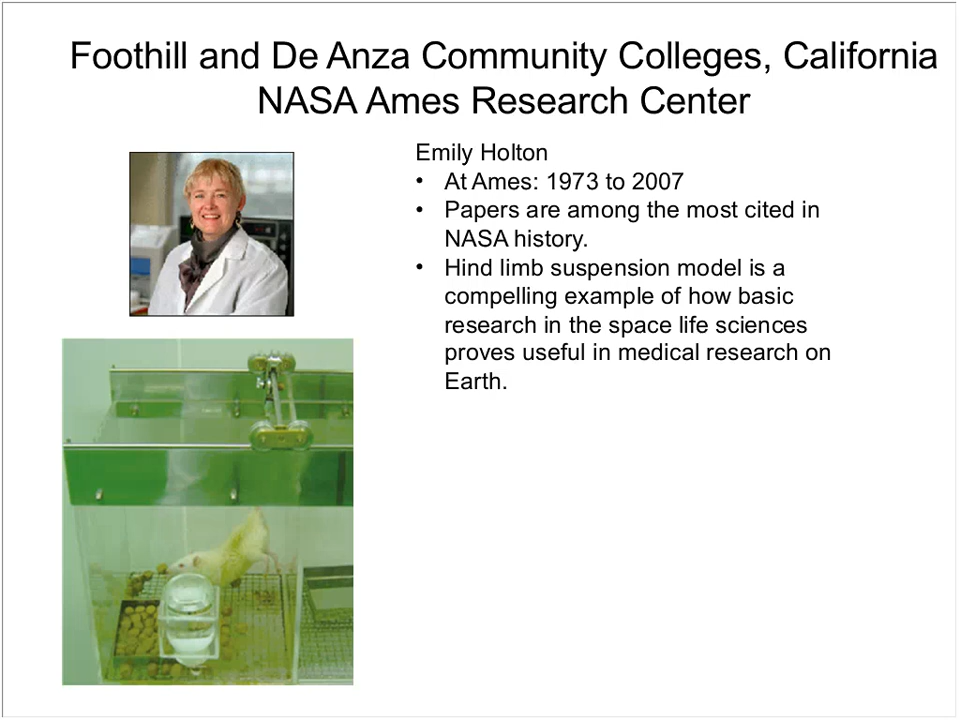 Foothill and De Anza Community Colleges, California
NASA Ames Research Center
Emily Holton
• At Ames: 1973 to 2007
• Papers are among the most cited in
NASA history.
• Hind limb suspension model is a
compelling example of how basic
research in the space life sciences
proves useful in medical research on
Earth.